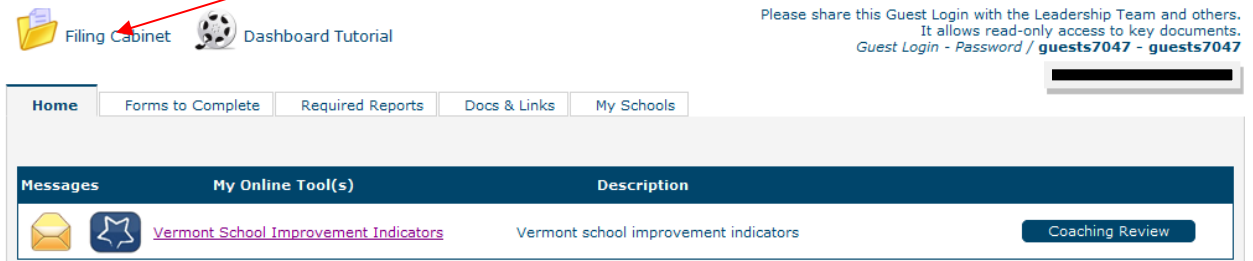 Filing Cabinet Dashboard Tutorial
Please share this Guest Login with the Leadership Team and others.
It allows read-only access to key documents.
Guest Login - Password / guests7047 - guests7047
Home Forms to Complete Required Reports Docs & Links My Schools
Messages My Online Tool(s) Description
Vermont School Improvement Indicators Vermont school improvement indicators Coaching Review